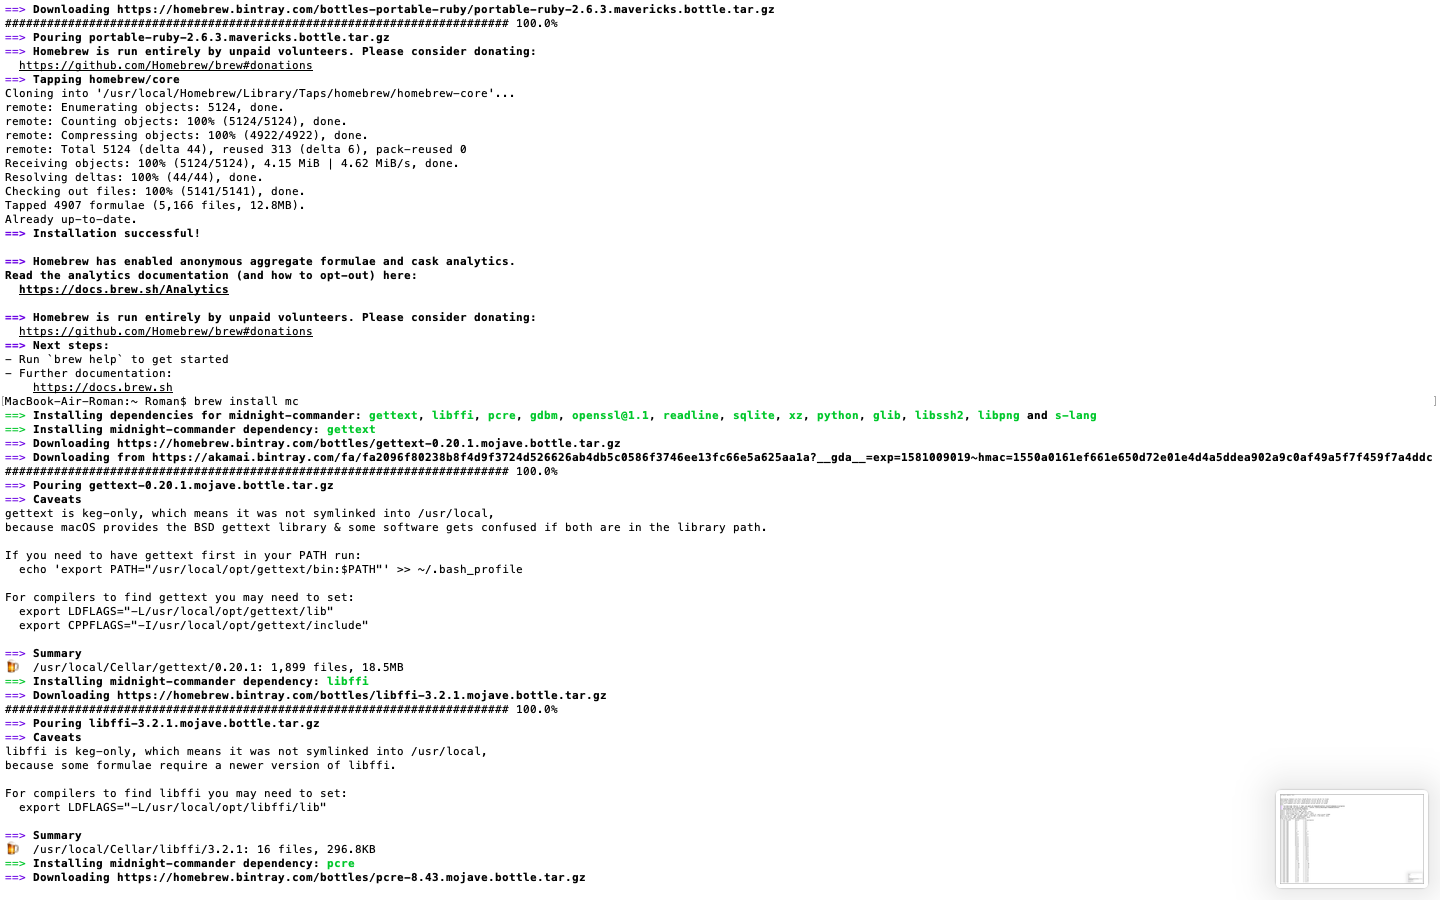 ==> Downloading https://homebrew.bintray.com/bottles-portable-ruby/portable-ruby-2.6.3.mavericks.bottle.tar.gz
######################################################################## 100.0%
==> Pouring portable-ruby-2.6.3.mavericks.bottle.tar.gz
==> Homebrew is run entirely by unpaid volunteers. Please consider donating:
  https://github.com/Homebrew/brew#donations
==> Tapping homebrew/core
Cloning into '/usr/local/Homebrew/Library/Taps/homebrew/homebrew-core'...
remote: Enumerating objects: 5124, done.
remote: Counting objects: 100% (5124/5124), done.
remote: Compressing objects: 100% (4922/4922), done.
remote: Total 5124 (delta 44), reused 313 (delta 6), pack-reused 0
Receiving objects: 100% (5124/5124), 4.15 MiB | 4.62 MiB/s, done.
Resolving deltas: 100% (44/44), done.
Checking out files: 100% (5141/5141), done.
Tapped 4907 formulae (5,166 files, 12.8MB).
Already up-to-date.
==> Installation successful!

==> Homebrew has enabled anonymous aggregate formulae and cask analytics.
Read the analytics documentation (and how to opt-out) here:
  https://docs.brew.sh/Analytics

==> Homebrew is run entirely by unpaid volunteers. Please consider donating:
  https://github.com/Homebrew/brew#donations
==> Next steps:
- Run `brew help` to get started
- Further documentation:
    https://docs.brew.sh
[MacBook-Air-Roman:~ Roman$ brew install mc ]
==> Installing dependencies for midnight-commander: gettext, libffi, pcre, gdbm, openssl@1.1, readline, sqlite, xz, python, glib, libssh2, libpng and s-lang
==> Installing midnight-commander dependency: gettext
==> Downloading https://homebrew.bintray.com/bottles/gettext-0.20.1.mojave.bottle.tar.gz
==> Downloading from https://akamai.bintray.com/fa/fa2096f80238b8f4d9f3724d526626ab4db5c0586f3746ee13fc66e5a625aa1a?__gda__=exp=1581009019~hmac=1550a0161ef661e650d72e01e4d4a5ddea902a9c0af49a5f7f459f7a4ddc
######################################################################## 100.0%
==> Pouring gettext-0.20.1.mojave.bottle.tar.gz
==> Caveats
gettext is keg-only, which means it was not symlinked into /usr/local,
because macOS provides the BSD gettext library & some software gets confused if both are in the library path.

If you need to have gettext first in your PATH run:
  echo 'export PATH="/usr/local/opt/gettext/bin:$PATH"' >> ~/.bash_profile

For compilers to find gettext you may need to set:
  export LDFLAGS="-L/usr/local/opt/gettext/lib"
  export CPPFLAGS="-I/usr/local/opt/gettext/include"

==> Summary
🍺  /usr/local/Cellar/gettext/0.20.1: 1,899 files, 18.5MB
==> Installing midnight-commander dependency: libffi
==> Downloading https://homebrew.bintray.com/bottles/libffi-3.2.1.mojave.bottle.tar.gz
######################################################################## 100.0%
==> Pouring libffi-3.2.1.mojave.bottle.tar.gz
==> Caveats
libffi is keg-only, which means it was not symlinked into /usr/local,
because some formulae require a newer version of libffi.

For compilers to find libffi you may need to set:
  export LDFLAGS="-L/usr/local/opt/libffi/lib"

==> Summary
🍺  /usr/local/Cellar/libffi/3.2.1: 16 files, 296.8KB
==> Installing midnight-commander dependency: pcre
==> Downloading https://homebrew.bintray.com/bottles/pcre-8.43.mojave.bottle.tar.gz